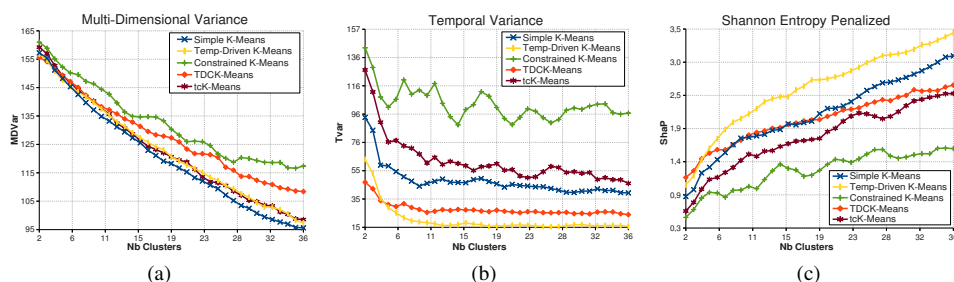 Multi-Dimensional Variance
MDVar
165
155
145
135
125
115
105
95
2
6
11
14
19
23
28
32
36
Nb Clusters
Simple K-Means
Temp-Driven K-Means
Constrained K-Means
TDCK-Means
tcK-Means
(a)
Temporal Variance
Tvar
157
136
116
96
76
55
35
15
2
6
11
15
19
23
28
32
36
Nb Clusters
Simple K-Means
Temp-Driven K-Means
Constrained K-Means
TDCK-Means
tcK-Means
(b)
Shannon Entropy Penalized
ShaP
3,5
3,0
2,5
1,9
1,4
0,8
0,3
2
6
11
15
19
23
28
32
36
Nb Clusters
Simple K-Means
Temp-Driven K-Means
Constrained K-Means
TDCK-Means
tcK-Means
(c)